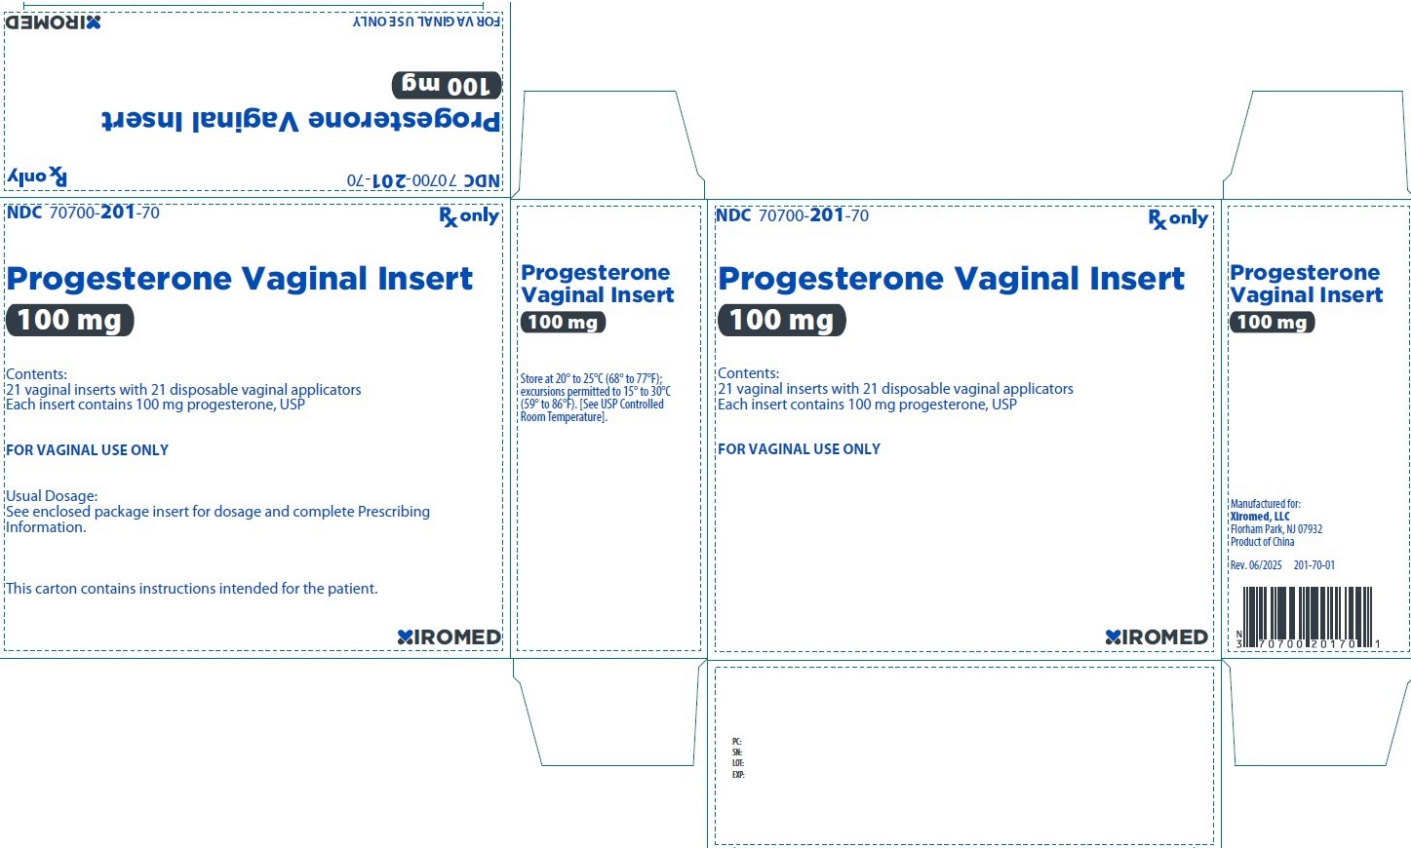 XIROMED
FOR VAGINAL USE ONLY
100 mg
Progesterone Vaginal Insert
Rx only
NDC 70700-201-70
NDC 70700-201-70
Rx only
Progesterone Vaginal Insert
100 mg
Contents:
21 vaginal inserts with 21 disposable vaginal applicators
Each insert contains 100 mg progesterone, USP
FOR VAGINAL USE ONLY
Usual Dosage:
See enclosed package insert for dosage and complete Prescribing
Information.
This carton contains instructions intended for the patient.
XIROMED
Progesterone
Vaginal Insert
100 mg
Store at 20° to 25°C (68° to 77°F);
excursions permitted to 15° to 30°C
(59° to 86°F). [See USP Controlled
Room Temperature].
NDC 70700-201-70
Rx only
Progesterone Vaginal Insert
100 mg
Contents:
21 vaginal inserts with 21 disposable vaginal applicators
Each insert contains 100 mg progesterone, USP
FOR VAGINAL USE ONLY
XIROMED
Progesterone
Vaginal Insert
100 mg
Manufactured for:
Xiromed, LLC
Florham Park, NJ 07932
Product of China
Rev. 06/2025 201-70-01
N
3 70700 20170 1
PC:
SN:
LOT:
EXP: